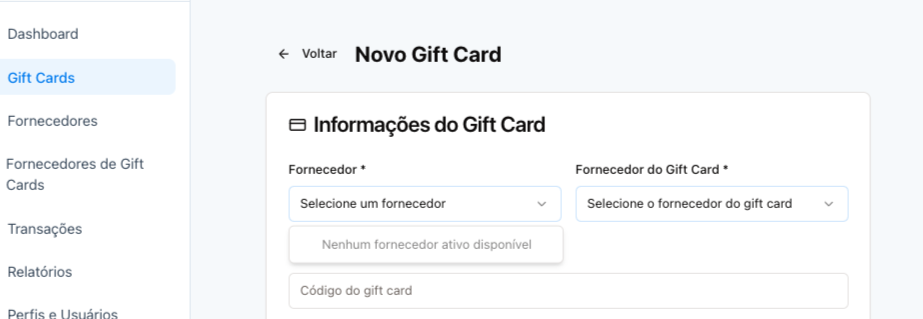 Dashboard
Gift Cards
Fornecedores
Fornecedores de Gift
Cards
Transações
Relatórios
Perfis e Usuários
Voltar Novo Gift Card
Informações do Gift Card
Fornecedor * Fornecedor do Gift Card *
Selecione um fornecedor Selecione o fornecedor do gift card
Nenhum fornecedor ativo disponível
Código do gift card